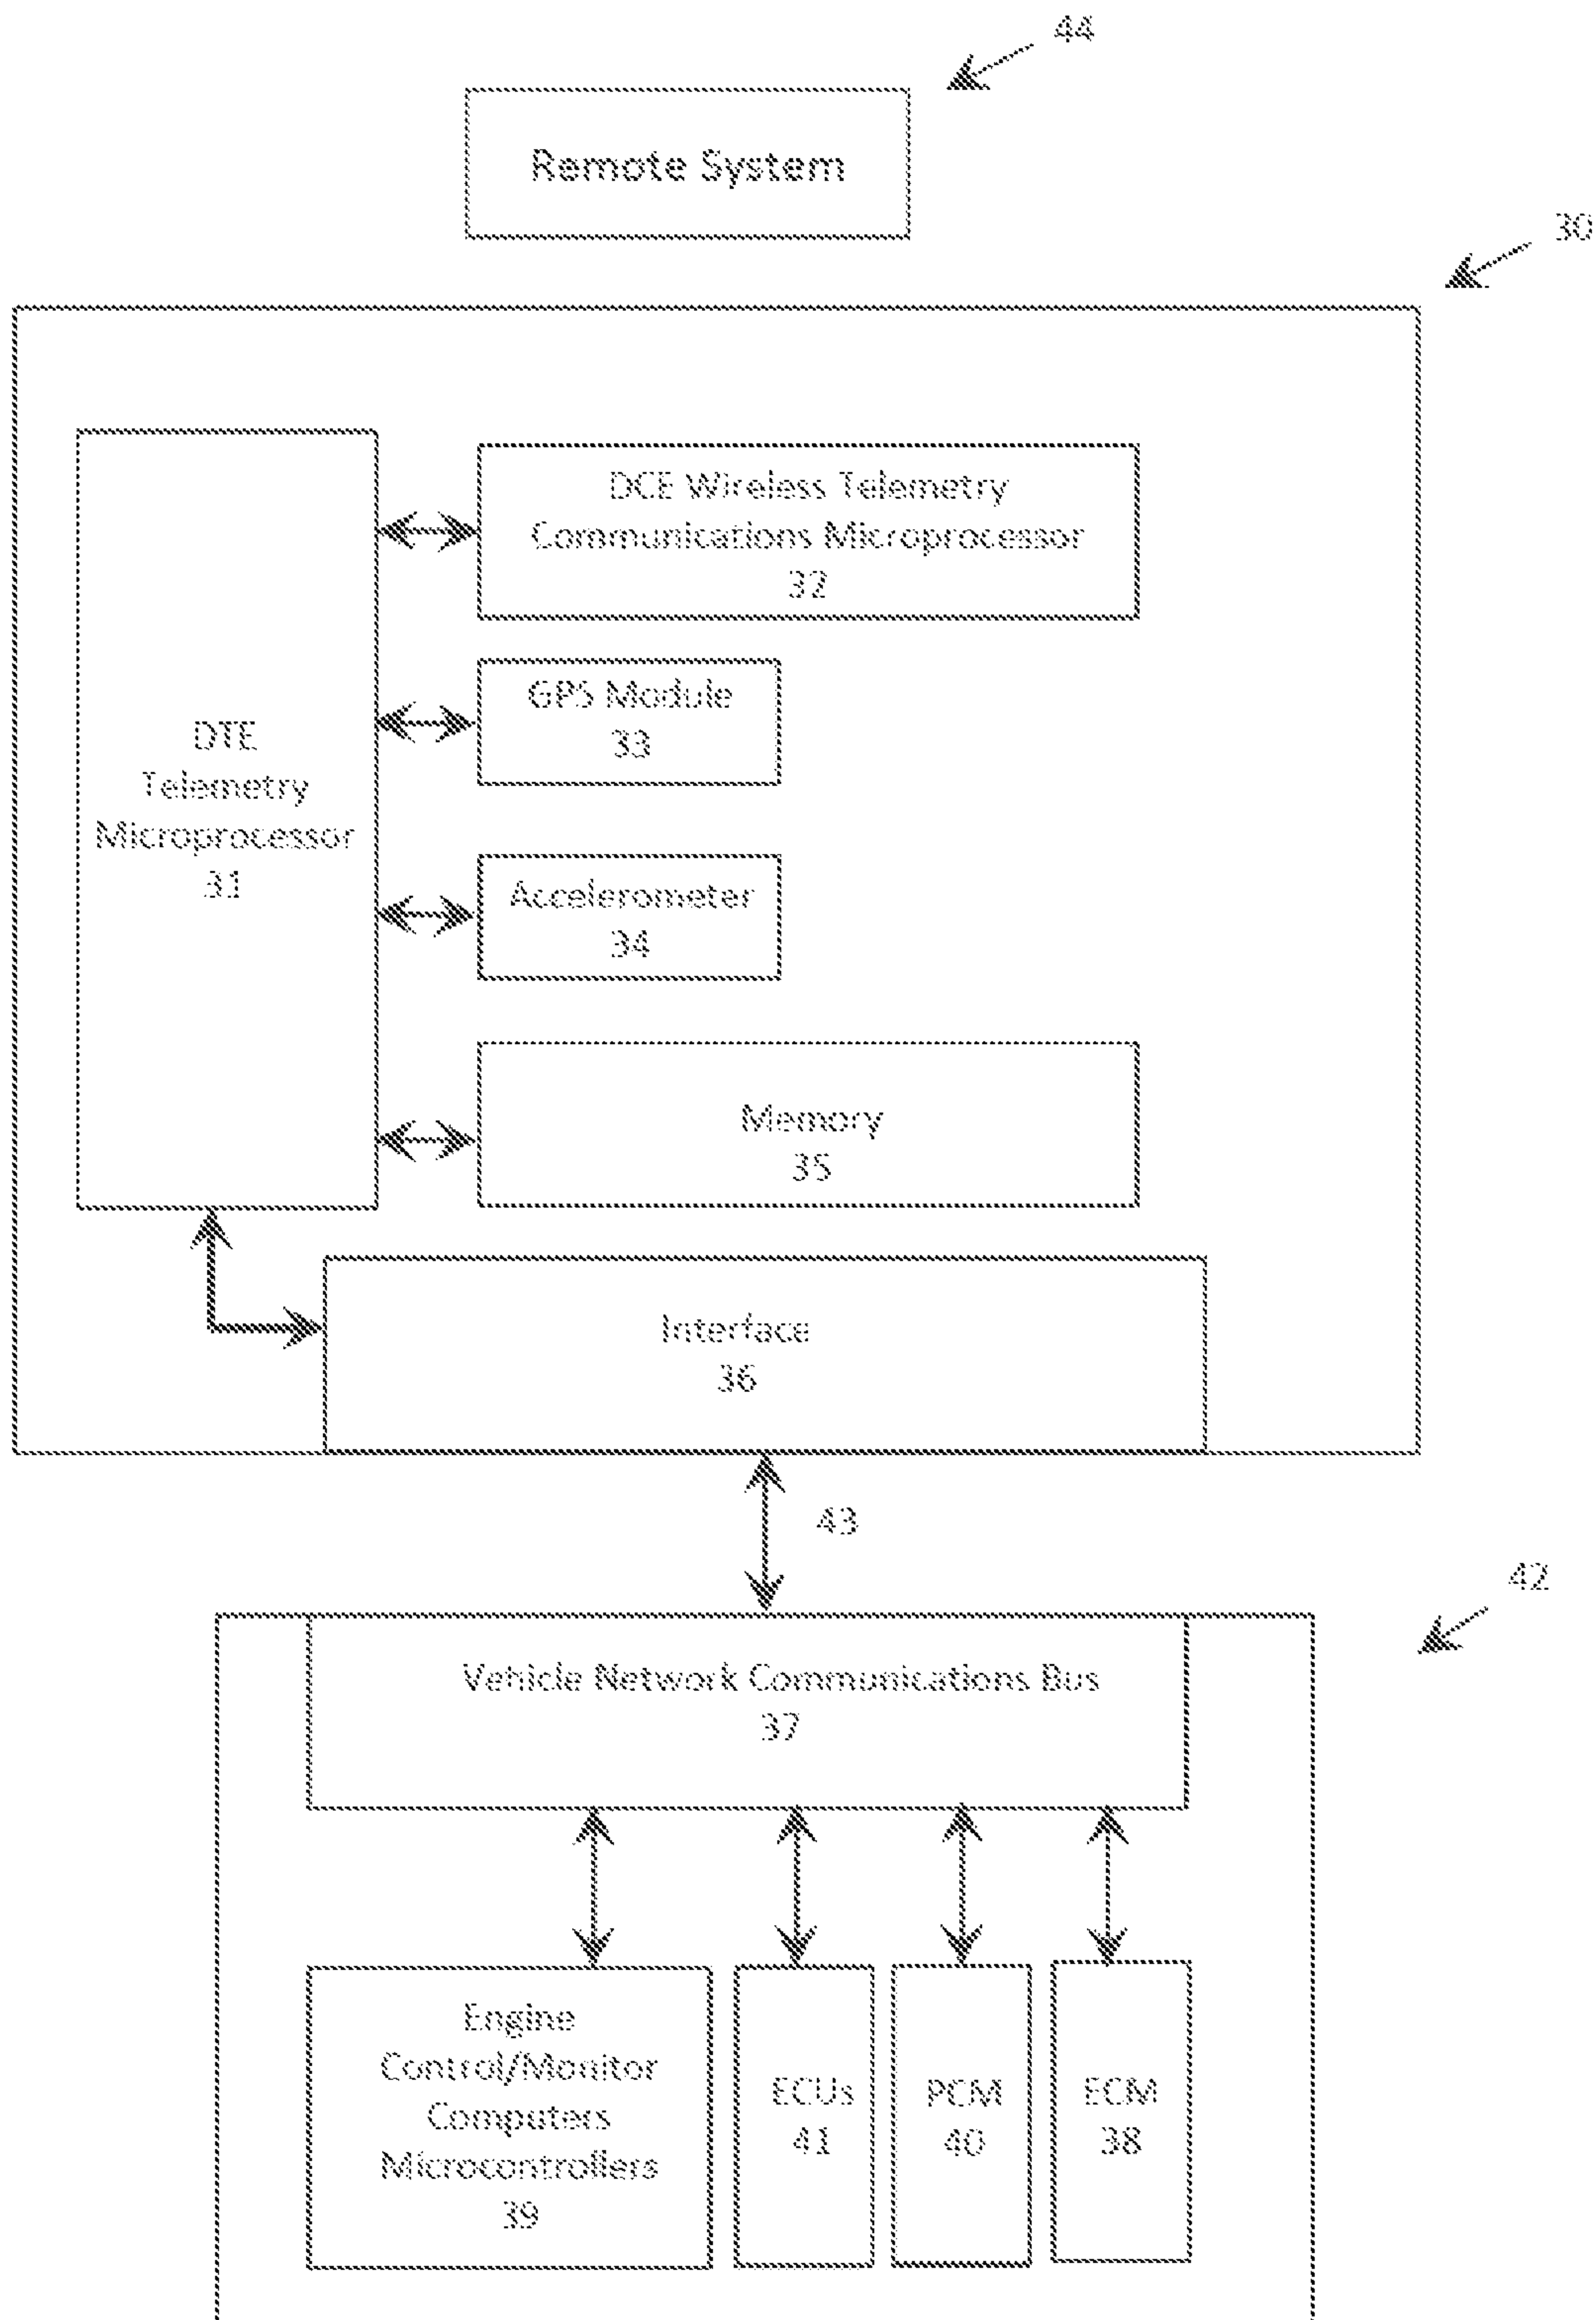 44
Remote System
30
DCE Wireless Telemetry
Communications Microprocessor
32
GPS Module
33
DTE
Telemetry
Microprocessor
31
Accelerometer
34
Memory
35
Interface
36
43
42
Vehicle Network Communications Bus
37
Engine
Control/Monitor
Computers
Microcontrollers
39
ECUs
41
PCM
40
ECM
38